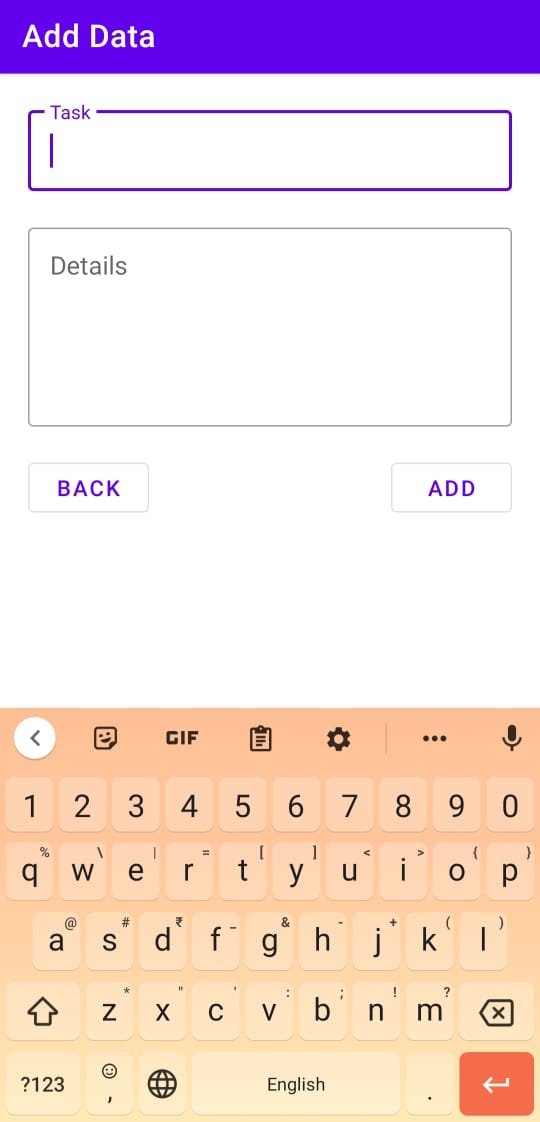 Add Data
Task
Details
BACK
ADD
GIF
1 2 3 4 5 6 7 8 9 0
% \ | = [ ] < > { }
q w e r t y u i o p
@ # ₹ _ & - + ( )
a s d f g h j k l
* " ' : ; ! ?
z x c v b n m
?123 , English .